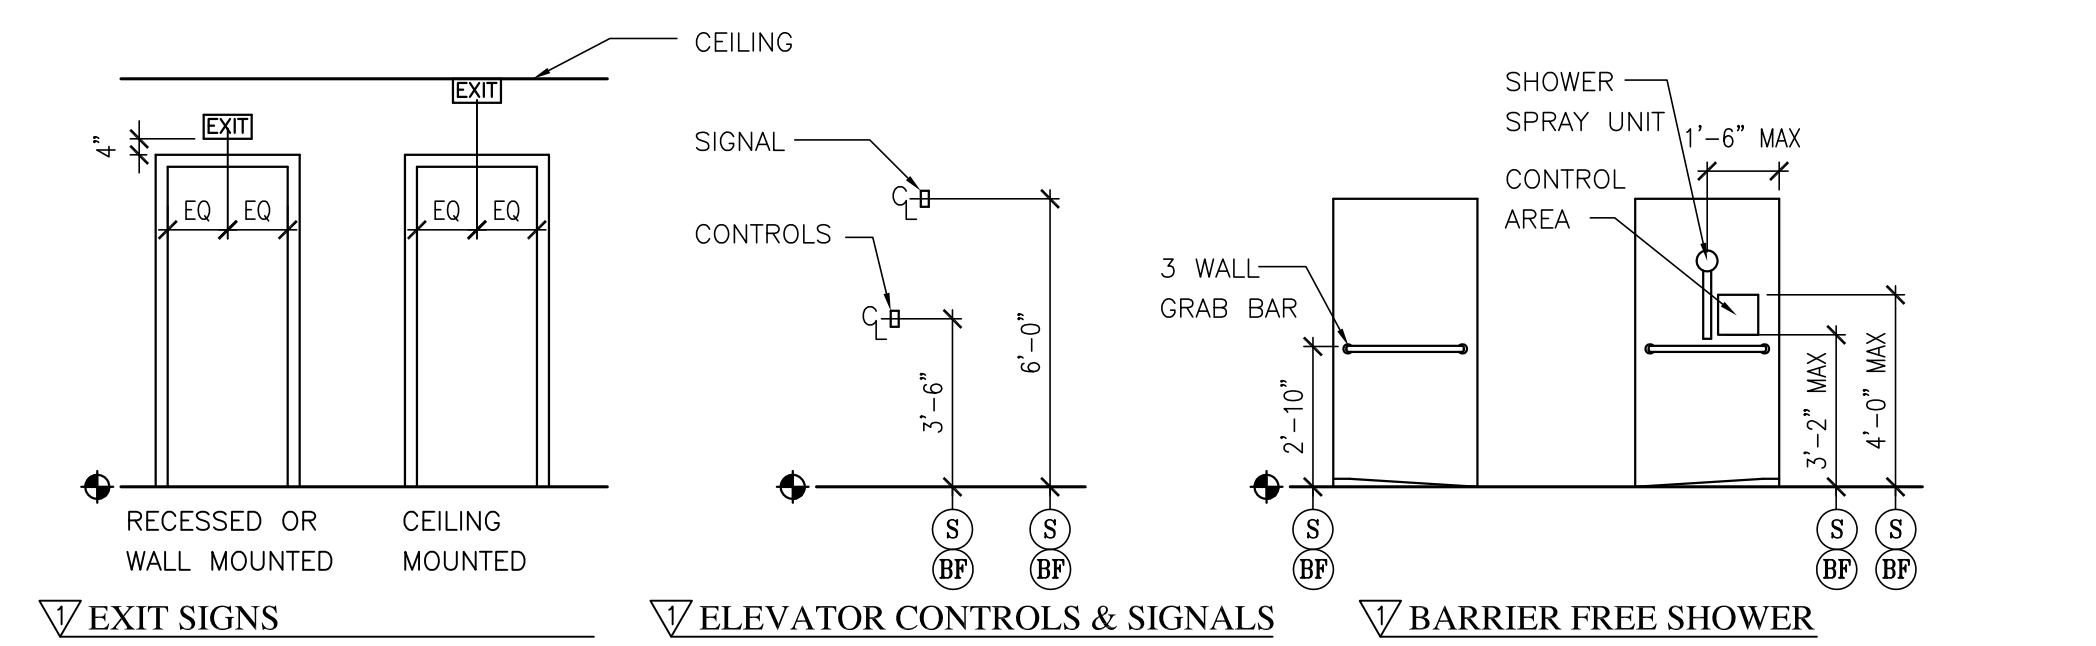 CEILING
EXIT
EXIT
4"
EQ EQ
EQ EQ
RECESSED OR
WALL MOUNTED
CEILING
MOUNTED
1 EXIT SIGNS
SIGNAL
CL
CONTROLS
CL
3'-6"
6'-0"
S
BF
S
BF
1 ELEVATOR CONTROLS & SIGNALS
SHOWER
SPRAY UNIT
1'-6" MAX
CONTROL
AREA
3 WALL
GRAB BAR
2'-10"
3'-2" MAX
4'-0" MAX
S
BF
S
BF
S
BF
1 BARRIER FREE SHOWER